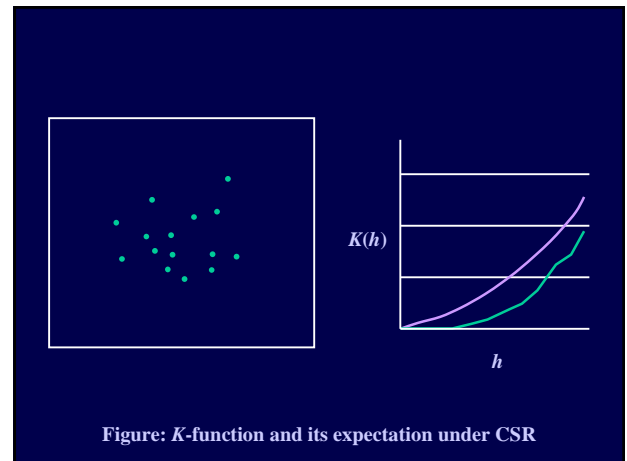 K(h)
h
Figure: K-function and its expectation under CSR